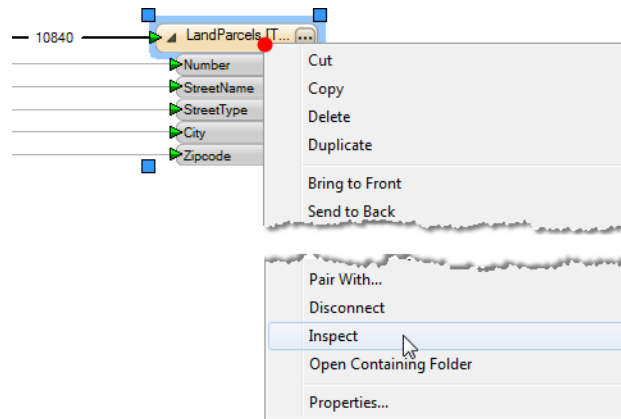 10840
LandParcels [T...
Number
StreetName
StreetType
City
Zipcode
Cut
Copy
Delete
Duplicate
Bring to Front
Send to Back
Pair With...
Disconnect
Inspect
Open Containing Folder
Properties...